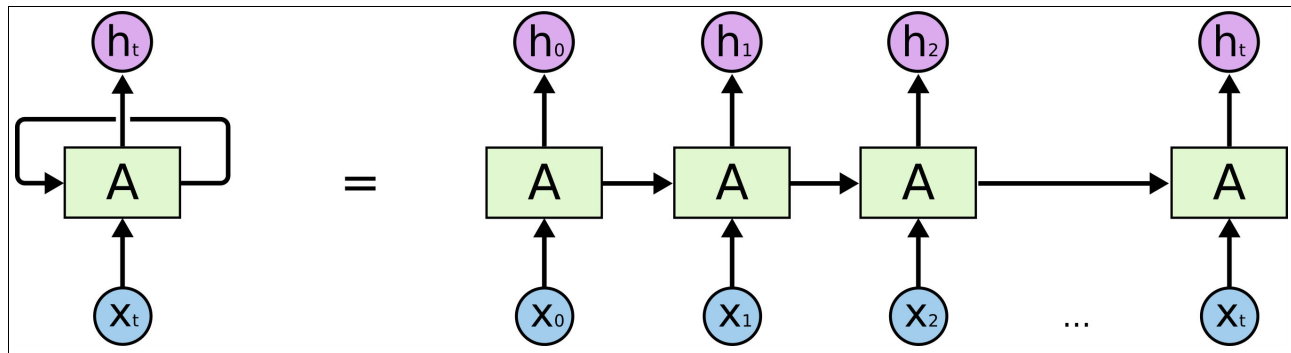 ht h0 h1 h2 ht
A = A A A A
xt x0 x1 x2 ... xt